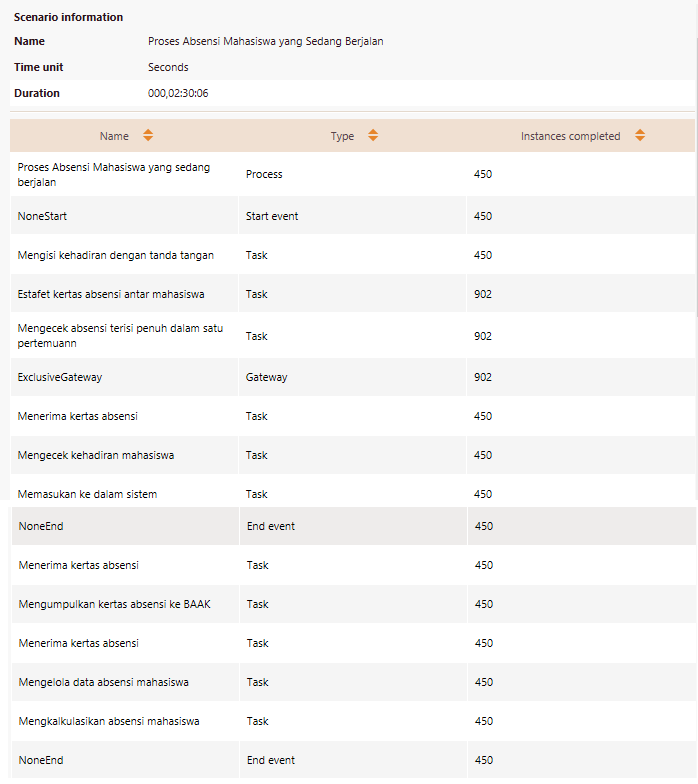 Scenario information
Name Proses Absensi Mahasiswa yang Sedang Berjalan
Time unit Seconds
Duration 000,02:30:06
Name Type Instances completed
Proses Absensi Mahasiswa yang sedang
berjalan Process 450
NoneStart Start event 450
Mengisi kehadiran dengan tanda tangan Task 450
Estafet kertas absensi antar mahasiswa Task 902
Mengecek absensi terisi penuh dalam satu
pertemuann Task 902
ExclusiveGateway Gateway 902
Menerima kertas absensi Task 450
Mengecek kehadiran mahasiswa Task 450
Memasukan ke dalam sistem Task 450
NoneEnd End event 450
Menerima kertas absensi Task 450
Mengumpulkan kertas absensi ke BAAK Task 450
Menerima kertas absensi Task 450
Mengelola data absensi mahasiswa Task 450
Mengkalkulasikan absensi mahasiswa Task 450
NoneEnd End event 450